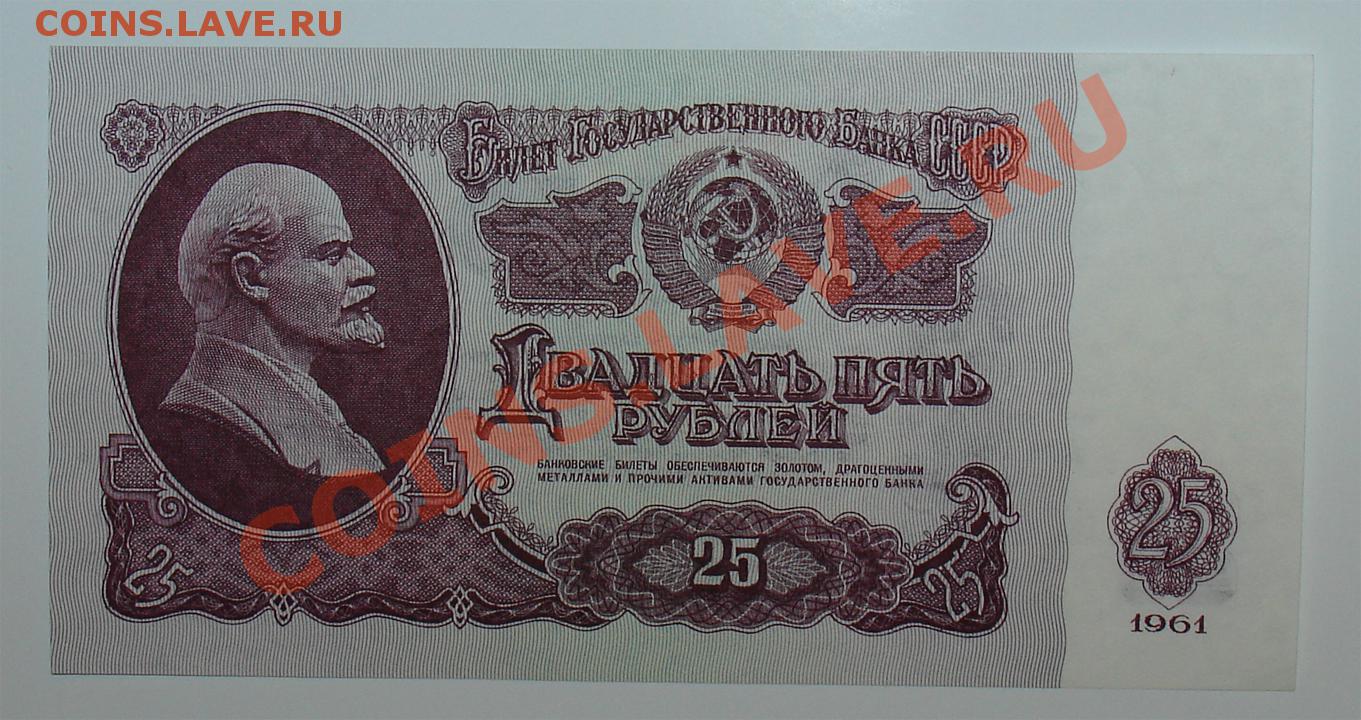 COINS.LAVE.RU
Билет Государственного Банка СССР
Двадцать пять
рублей
БАНКОВСКИЕ БИЛЕТЫ ОБЕСПЕЧИВАЮТСЯ ЗОЛОТОМ, ДРАГОЦЕННЫМИ
МЕТАЛЛАМИ И ПРОЧИМИ АКТИВАМИ ГОСУДАРСТВЕННОГО БАНКА
25
25
25
25
1961
COINS.LAVE.RU